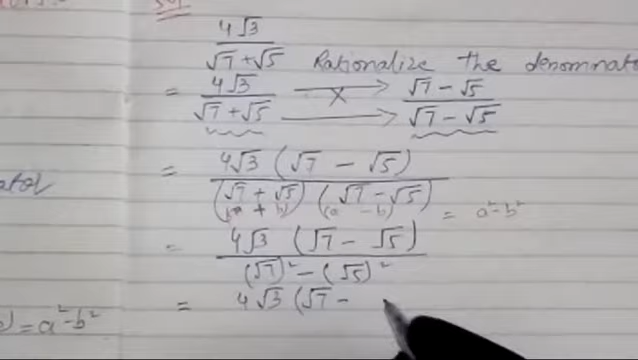 4√3
√7 + √5 Rationalize the
= 4√3 / √7 + √5 × √7 - √5 / √7 - √5
= 4√3 (√7 - √5)
(√7 + √5) (√7 - √5)
(a + b) (a - b) = a² - b²
= 4√3 (√7 - √5)
(√7)² - (√5)²
= 4√3 (√7 -
= a² - b²